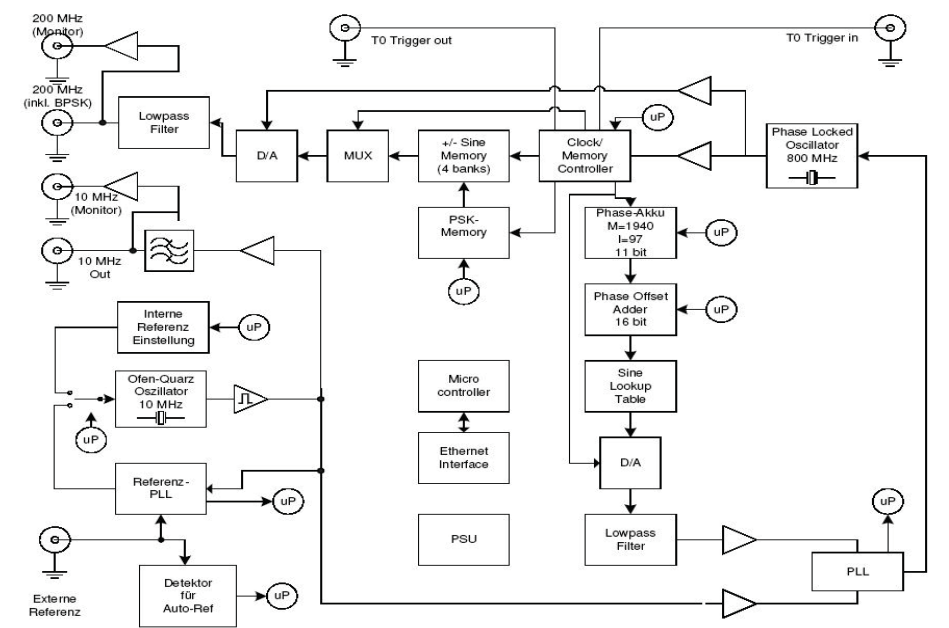 200 MHz
(Monitor)
T0 Trigger out
T0 Trigger in
200 MHz
(inkl. BPSK)
Lowpass
Filter
D/A
MUX
+/- Sine
Memory
(4 banks)
Clock/
Memory
Controller
uP
Phase Locked
Oscillator
800 MHz
10 MHz
(Monitor)
PSK-
Memory
uP
Phase-Akku
M=1940
I=97
11 bit
uP
10 MHz
Out
Phase Offset
Adder
16 bit
uP
Interne
Referenz
Einstellung
uP
Sine
Lookup
Table
Ofen-Quarz
Oszillator
10 MHz
uP
Micro
controller
Ethernet
Interface
D/A
Referenz-
PLL
uP
PSU
Lowpass
Filter
uP
PLL
Externe
Referenz
Detektor
für
Auto-Ref
uP